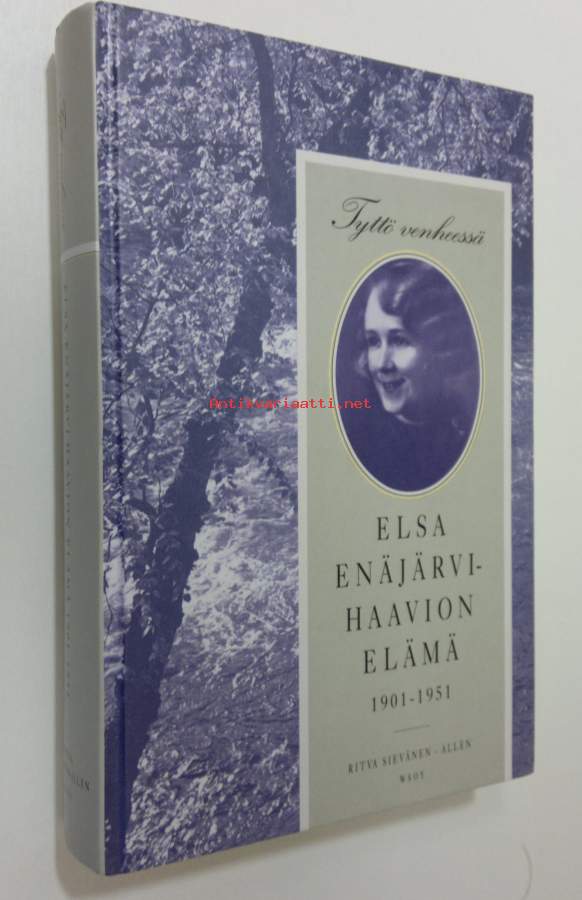 Tyttö venheessä
Antikvariaatti.net
ELSA
ENÄJÄRVI-
HAAVION
ELÄMÄ
1901-1951
RITVA SIEVÄNEN-ALLEN
WSOY